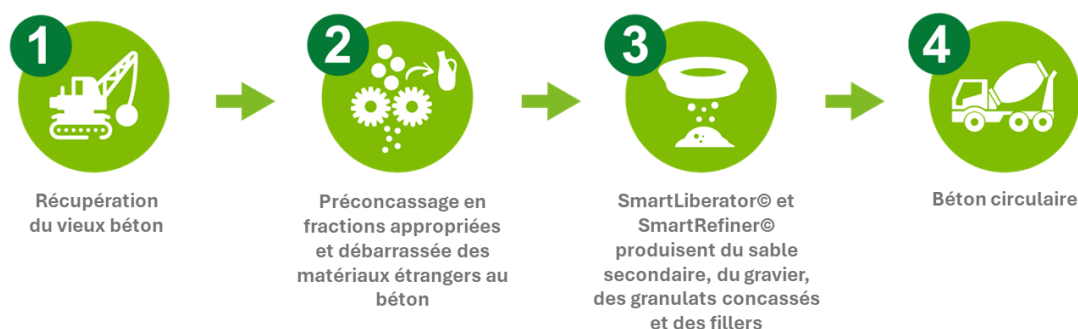 1
Récupération
du vieux béton
2
Préconcassage en
fractions appropriées
et débarrassée des
matériaux étrangers au
béton
3
SmartLiberator© et
SmartRefiner©
produisent du sable
secondaire, du gravier,
des granulats concassés
et des fillers
4
Béton circulaire